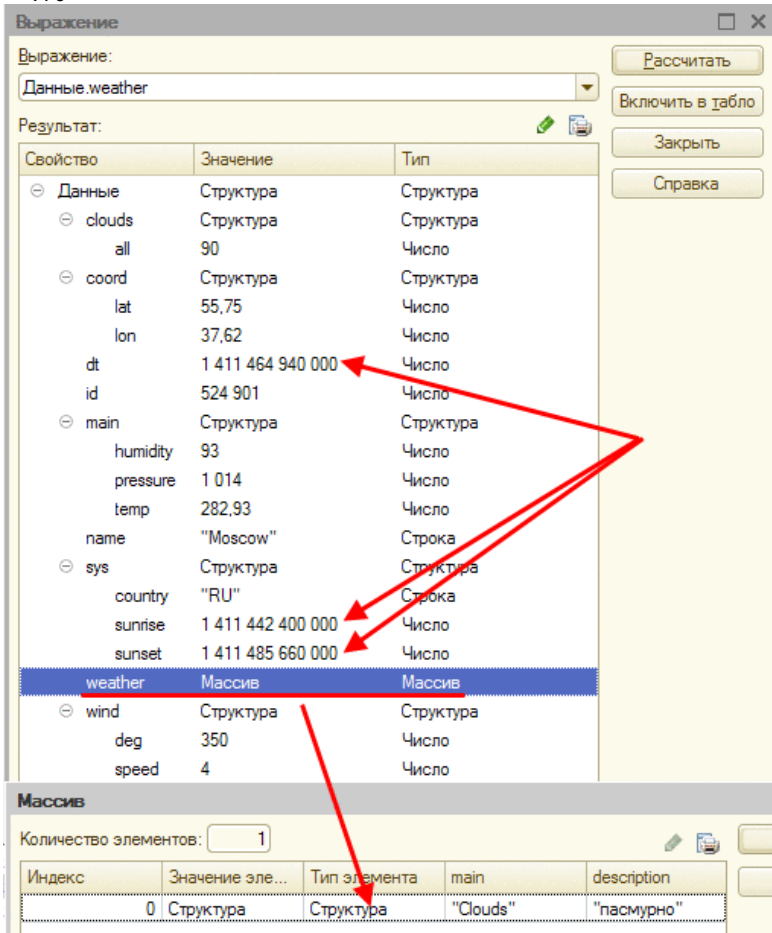 Выражение
Выражение:
Рассчитать
Данные.weather
Включить в табло
Результат:
Закрыть
Свойство Значение Тип
Справка
Данные Структура Структура
clouds Структура Структура
all 90 Число
coord Структура Структура
lat 55,75 Число
lon 37,62 Число
dt 1 411 464 940 000 Число
id 524 901 Число
main Структура Структура
humidity 93 Число
pressure 1 014 Число
temp 282,93 Число
name "Moscow" Строка
sys Структура Структура
country "RU" Строка
sunrise 1 411 442 400 000 Число
sunset 1 411 485 660 000 Число
weather Массив Массив
wind Структура Структура
deg 350 Число
speed 4 Число
Массив
Количество элементов: 1
Индекс Значение эле... Тип элемента main description
0 Структура Структура "Clouds" "пасмурно"